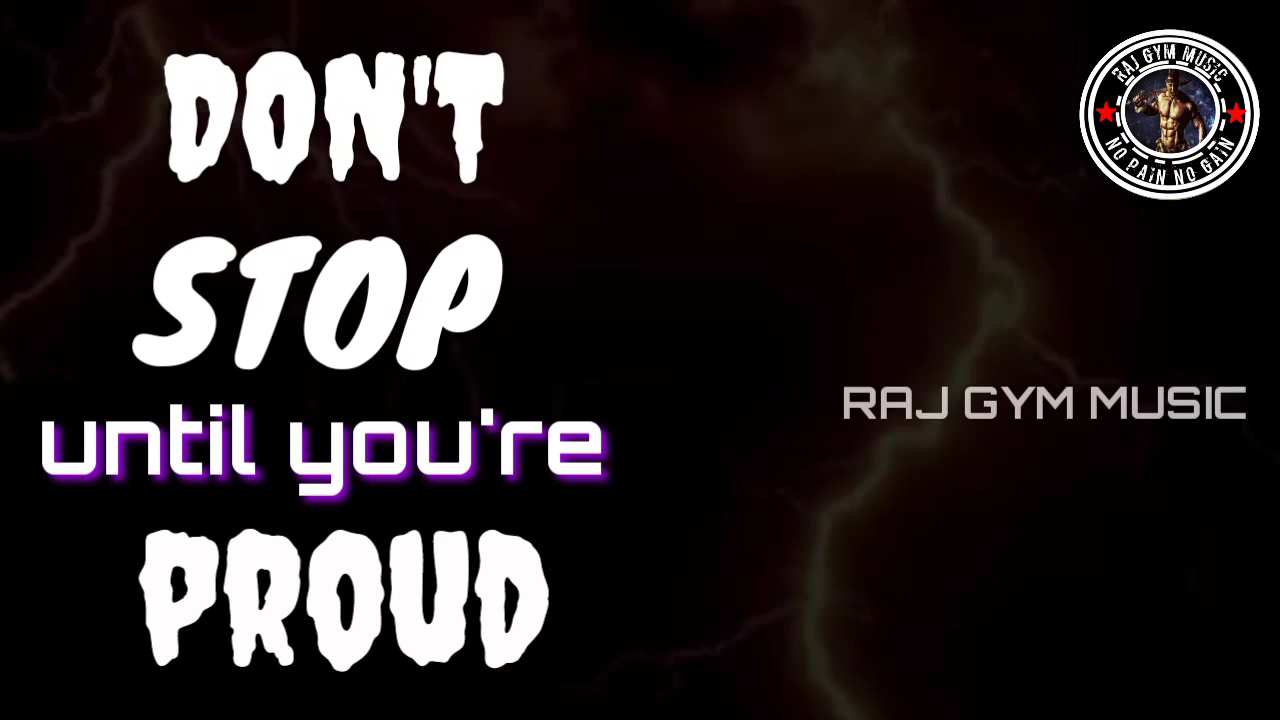 DON'T
STOP
until you're
PROUD
RAJ GYM MUSIC
NO PAIN NO GAIN
RAJ GYM MUSIC